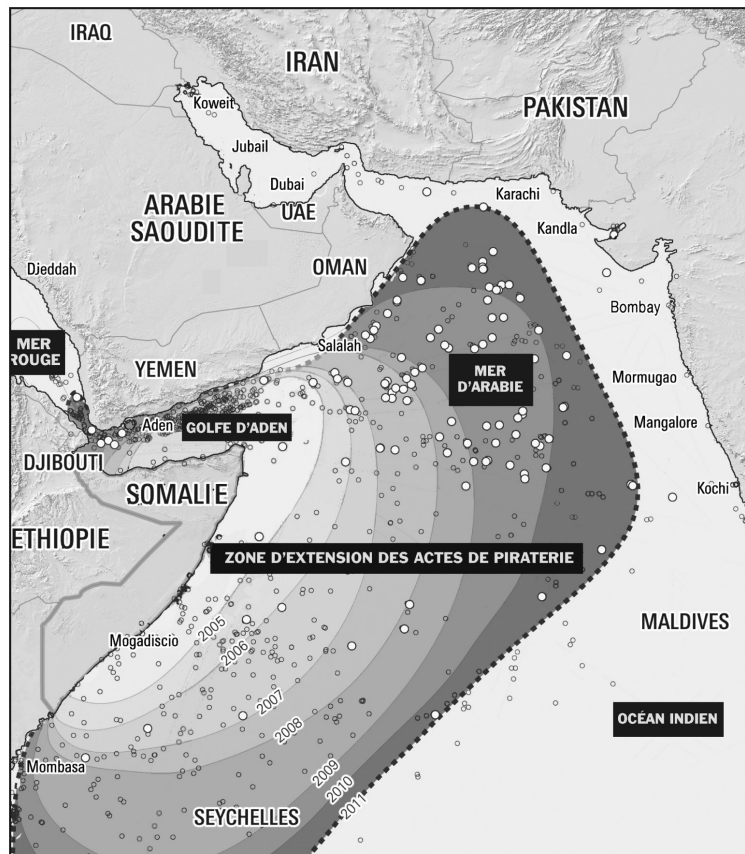 IRAQ
IRAN
Koweit
PAKISTAN
Jubail
Dubai
UAE
Karachi
Kandla
ARABIE
SAOUDITE
OMAN
Djeddah
Bombay
MER
ROUGE
YEMEN
Salalah
MER
D'ARABIE
Mormugao
Aden
GOLFE D'ADEN
Mangalore
DJIBOUTI
SOMALIE
Kochi
ETHIOPIE
ZONE D'EXTENSION DES ACTES DE PIRATERIE
MALDIVES
Mogadiscio
2005
2006
2007
2008
2009
2010
2011
OCÉAN INDIEN
Mombasa
SEYCHELLES